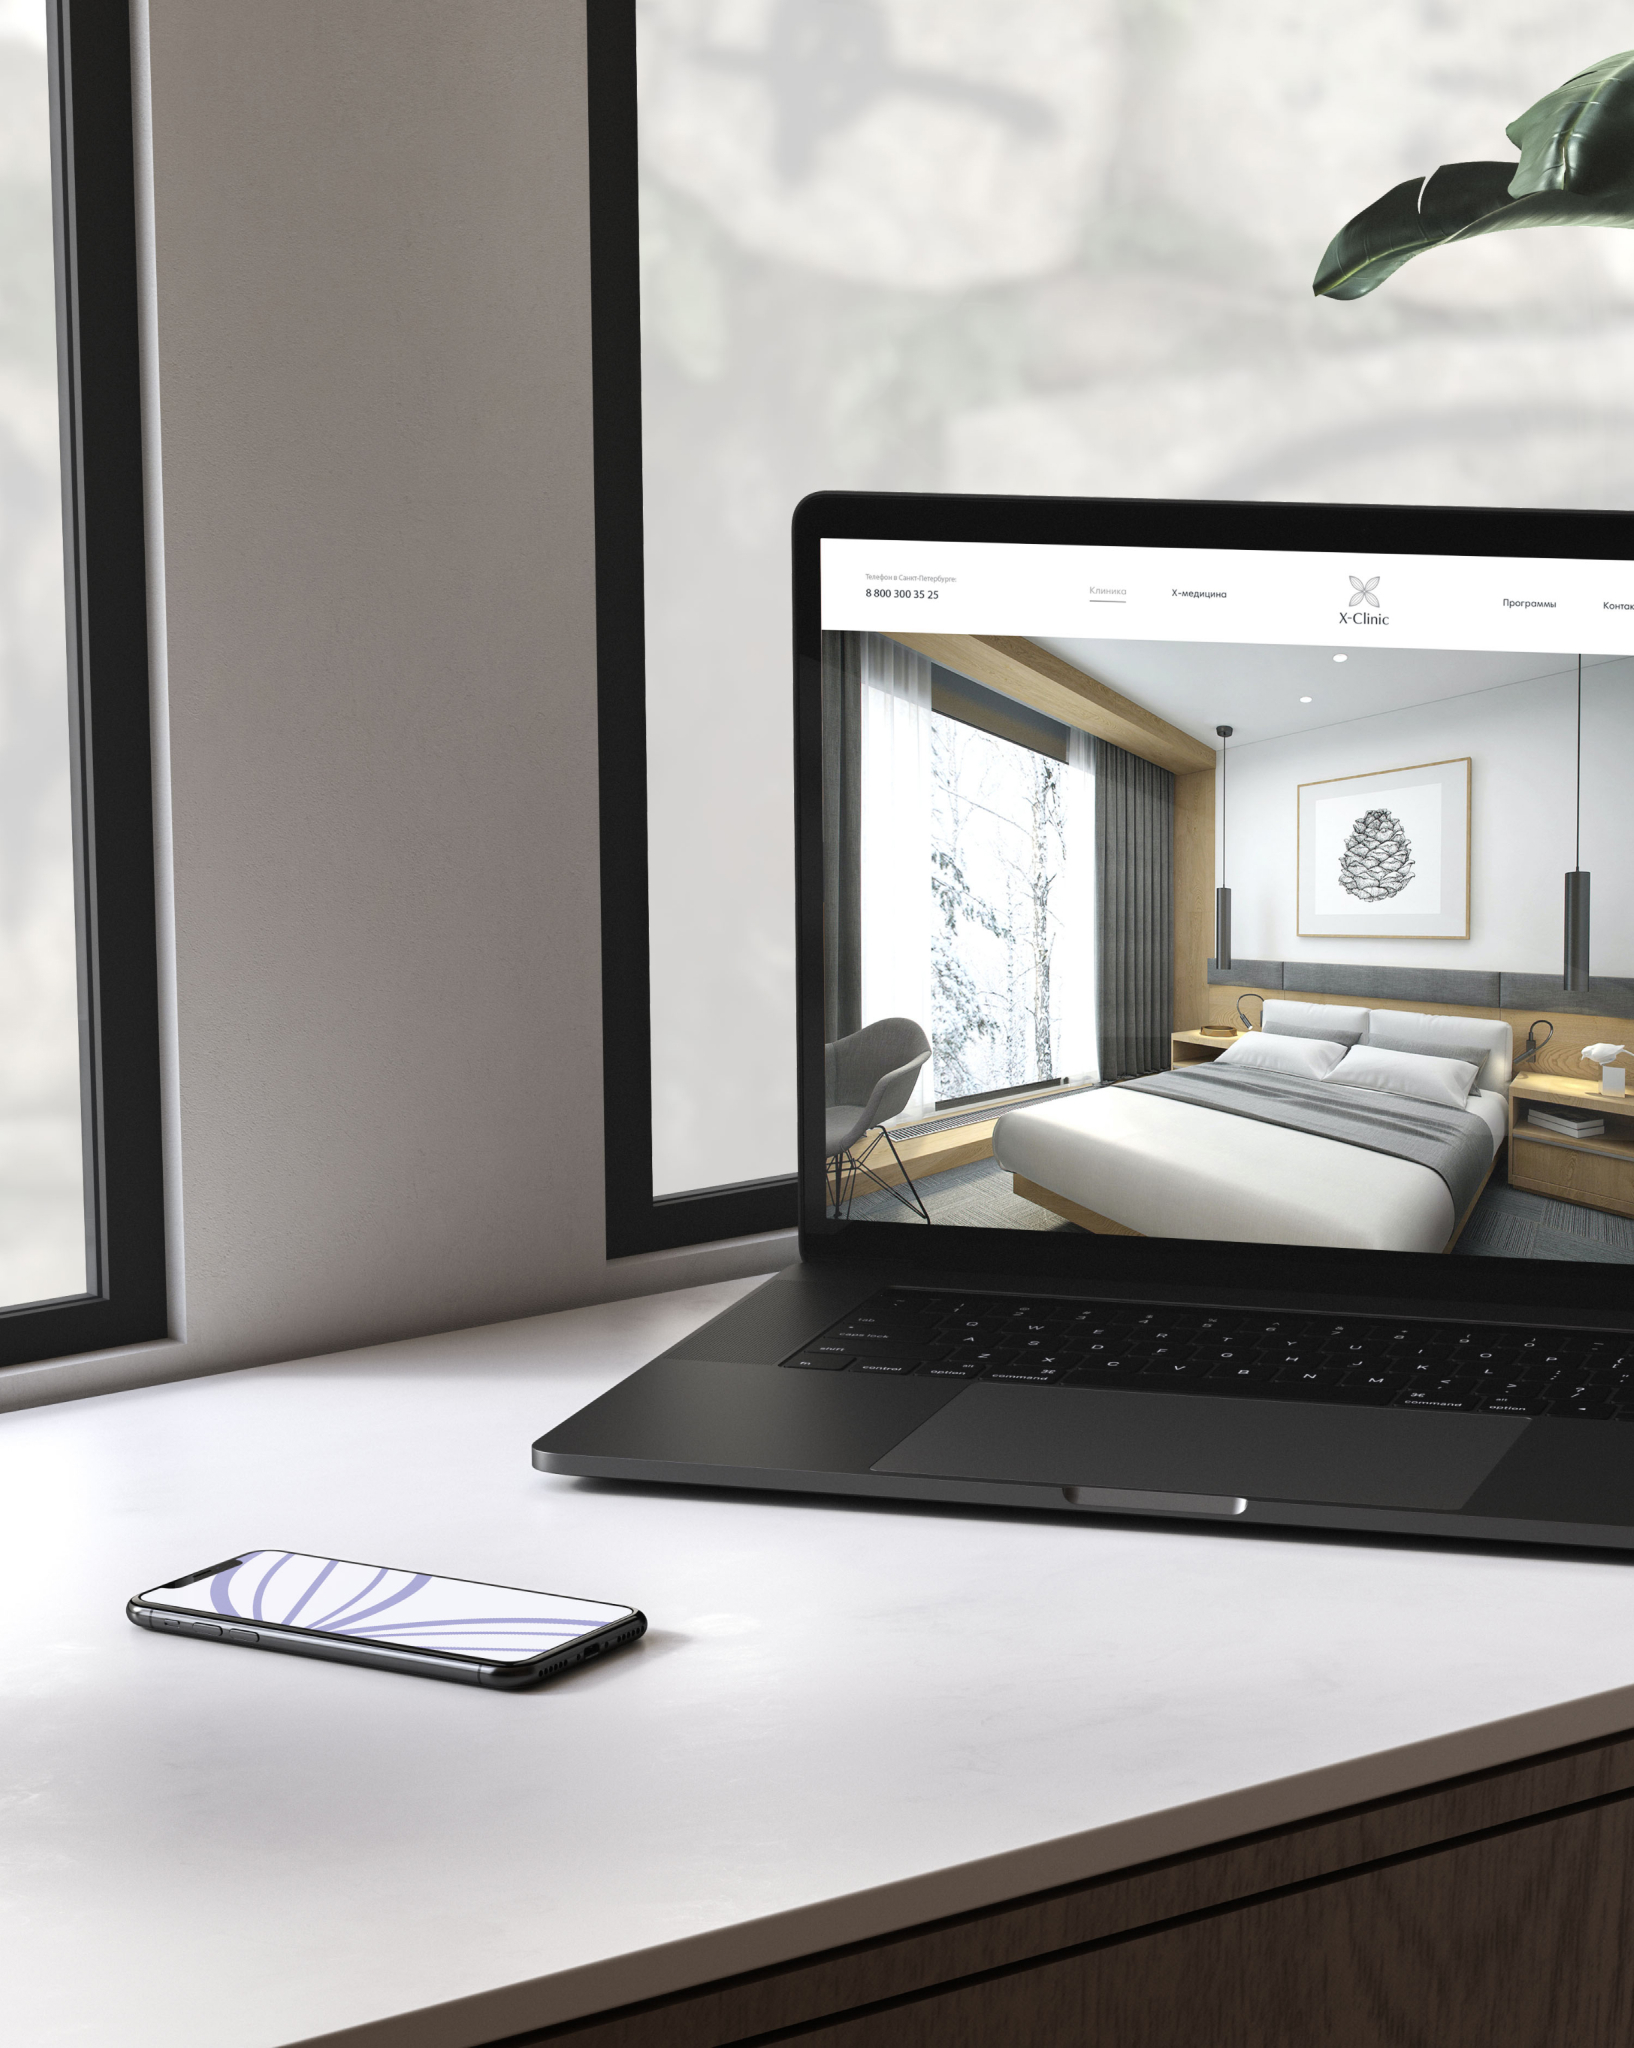 Телефон в Санкт-Петербурге:
8 800 300 35 25
Клиника
X-медицина
X-Clinic
Программы
Контак
tab
caps lock
shift
fn
control
option
command
Q W E R T Y U I O P
A S D F G H J K L
Z X C V B N M
command
option